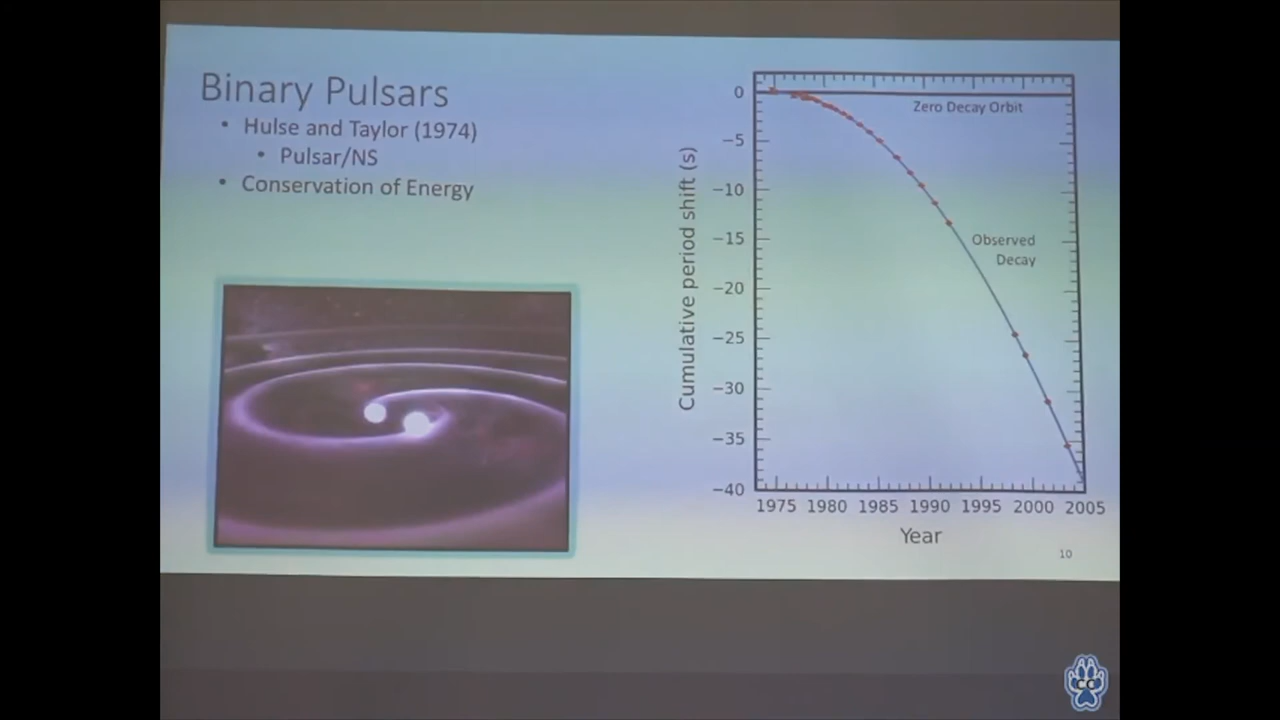 Binary Pulsars
• Hulse and Taylor (1974)
• Pulsar/NS
• Conservation of Energy
Cumulative period shift (s)
0
−5
−10
−15
−20
−25
−30
−35
−40
Zero Decay Orbit
Observed
Decay
1975 1980 1985 1990 1995 2000 2005
Year
10
CC